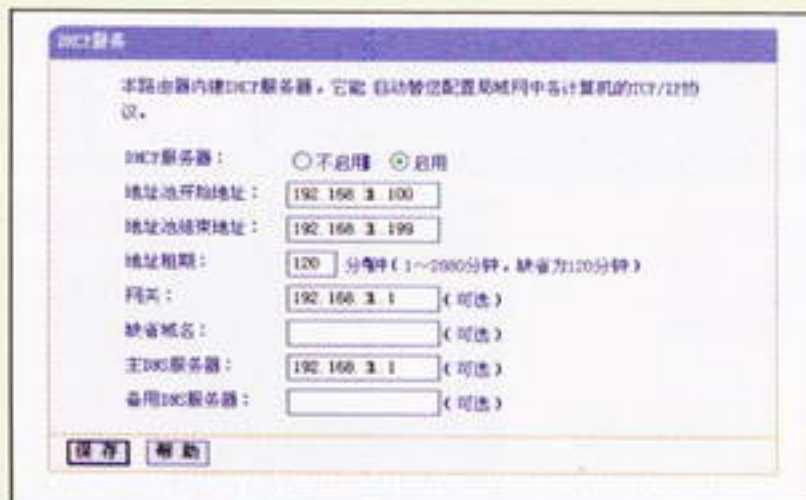 DHCP服务
本路由器内建DHCP服务器,它能 自动替您配置局域网中各计算机的TCP/IP协
议。
DHCP服务器: 不启用 启用
地址池开始地址: 192.168.3.100
地址池结束地址: 192.168.3.199
地址租期: 120 分钟(1~2880分钟,缺省为120分钟)
网关: 192.168.3.1 (可选)
缺省域名: (可选)
主DNS服务器: 192.168.3.1 (可选)
备用DNS服务器: (可选)
保存 帮助